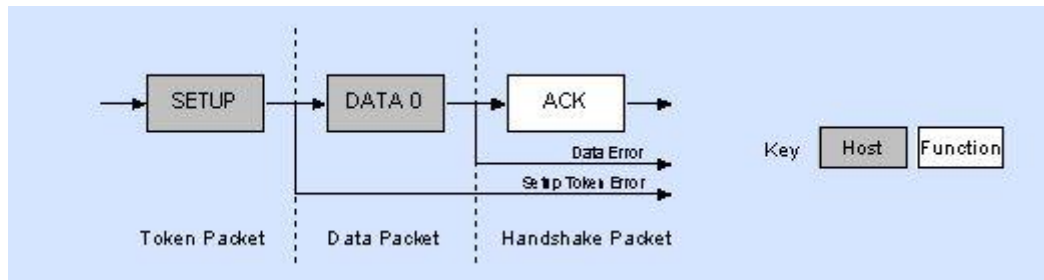 SETUP
DATA 0
ACK
Data Error
Setup Token Error
Key
Host
Function
Token Packet
Data Packet
Handshake Packet